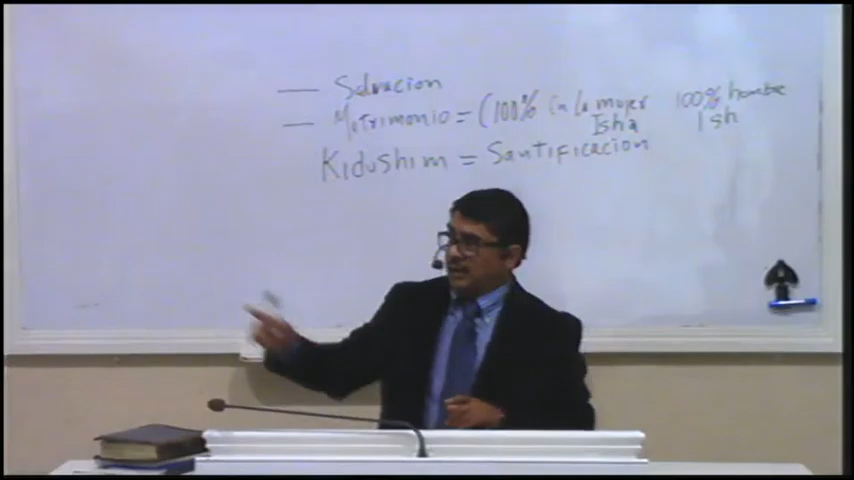 — Salvacion
— Matrimonio = (100% en la mujer 100% hombre
Isha Ish
Kidushim = Santificacion